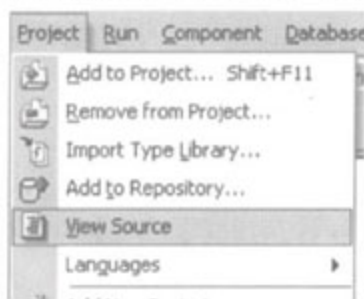 Project Run Component Database
Add to Project... Shift+F11
Remove from Project...
Import Type Library...
Add to Repository...
View Source
Languages